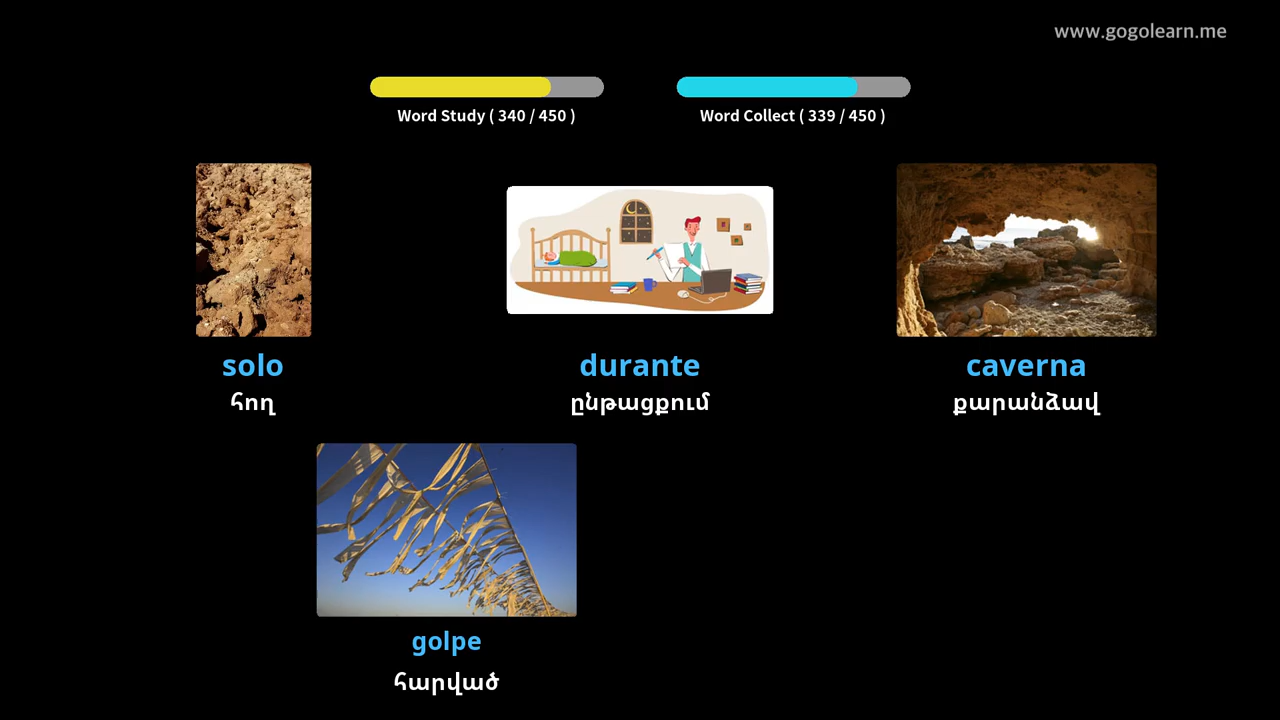 www.gogolearn.me
Word Study ( 340 / 450 )
Word Collect ( 339 / 450 )
solo
հող
durante
ընթացքում
caverna
քարանձավ
golpe
հարված